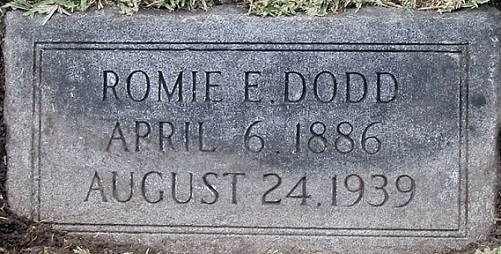 ROMIE E. DODD
APRIL 6. 1886
AUGUST 24. 1939